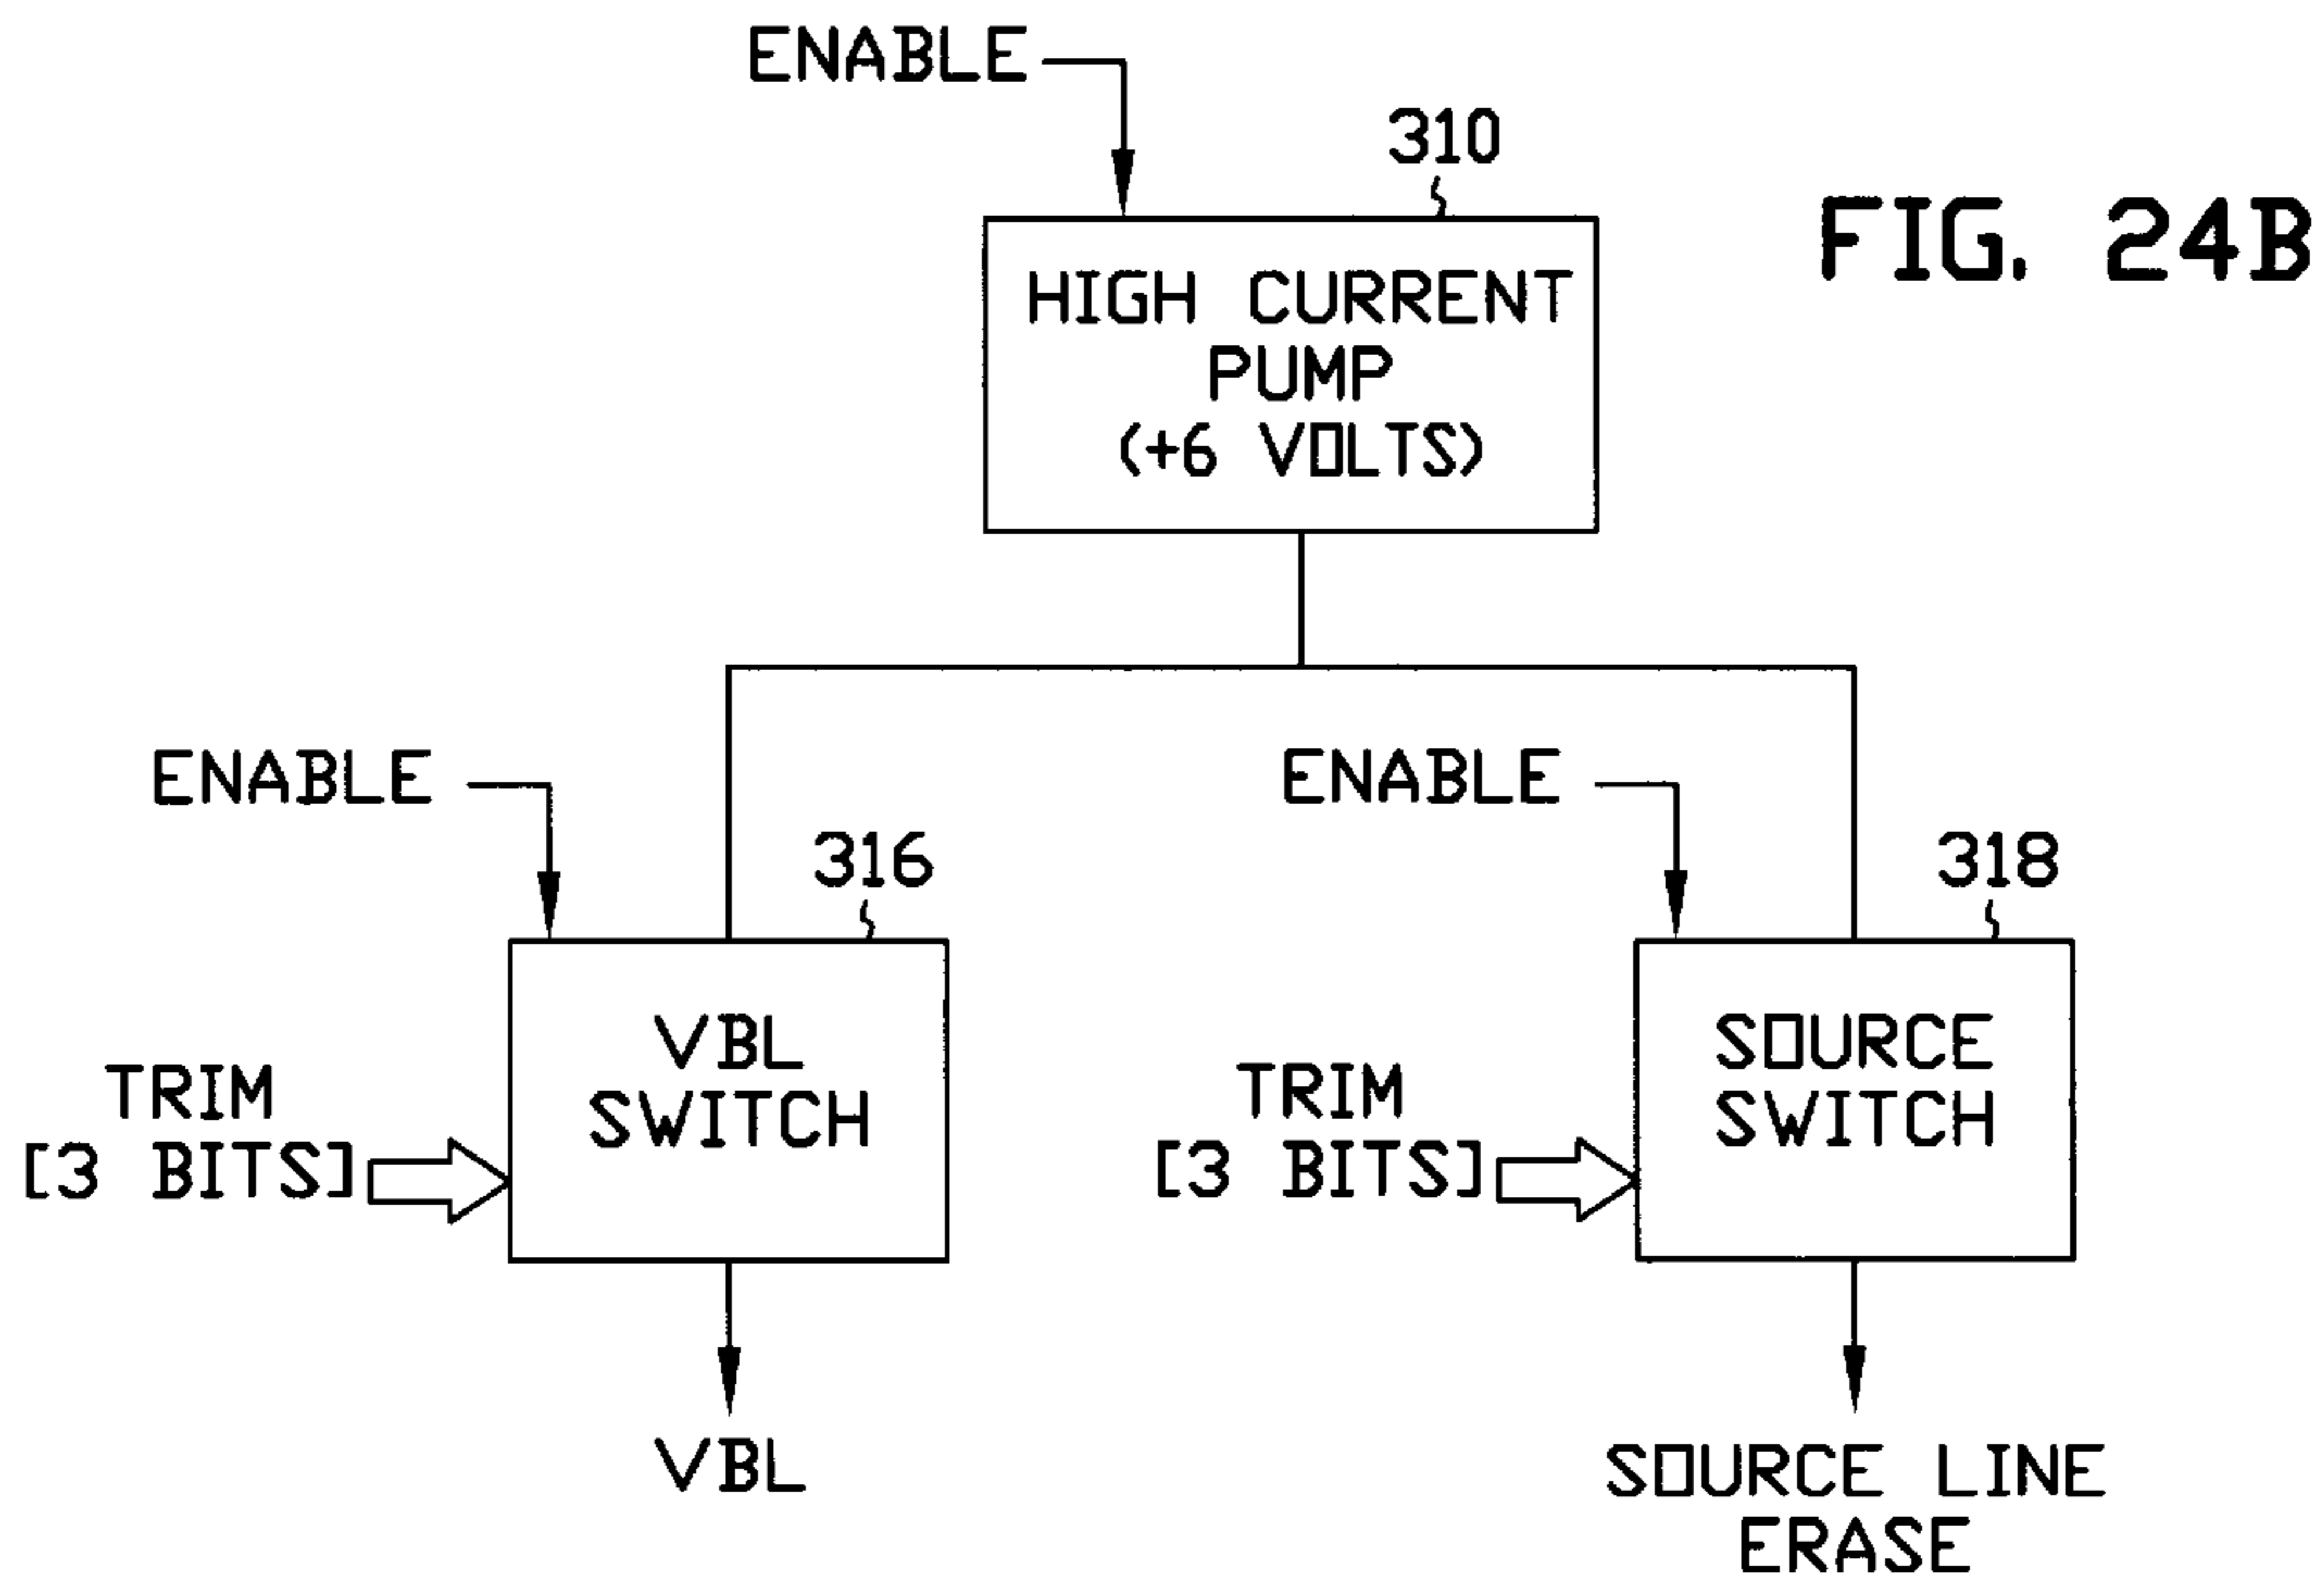 ENABLE
310
FIG. 24B
HIGH CURRENT
PUMP
(+6 VOLTS)
ENABLE
316
ENABLE
318
VBL
SWITCH
TRIM
[3 BITS]
SOURCE
SWITCH
TRIM
[3 BITS]
VBL
SOURCE LINE
ERASE